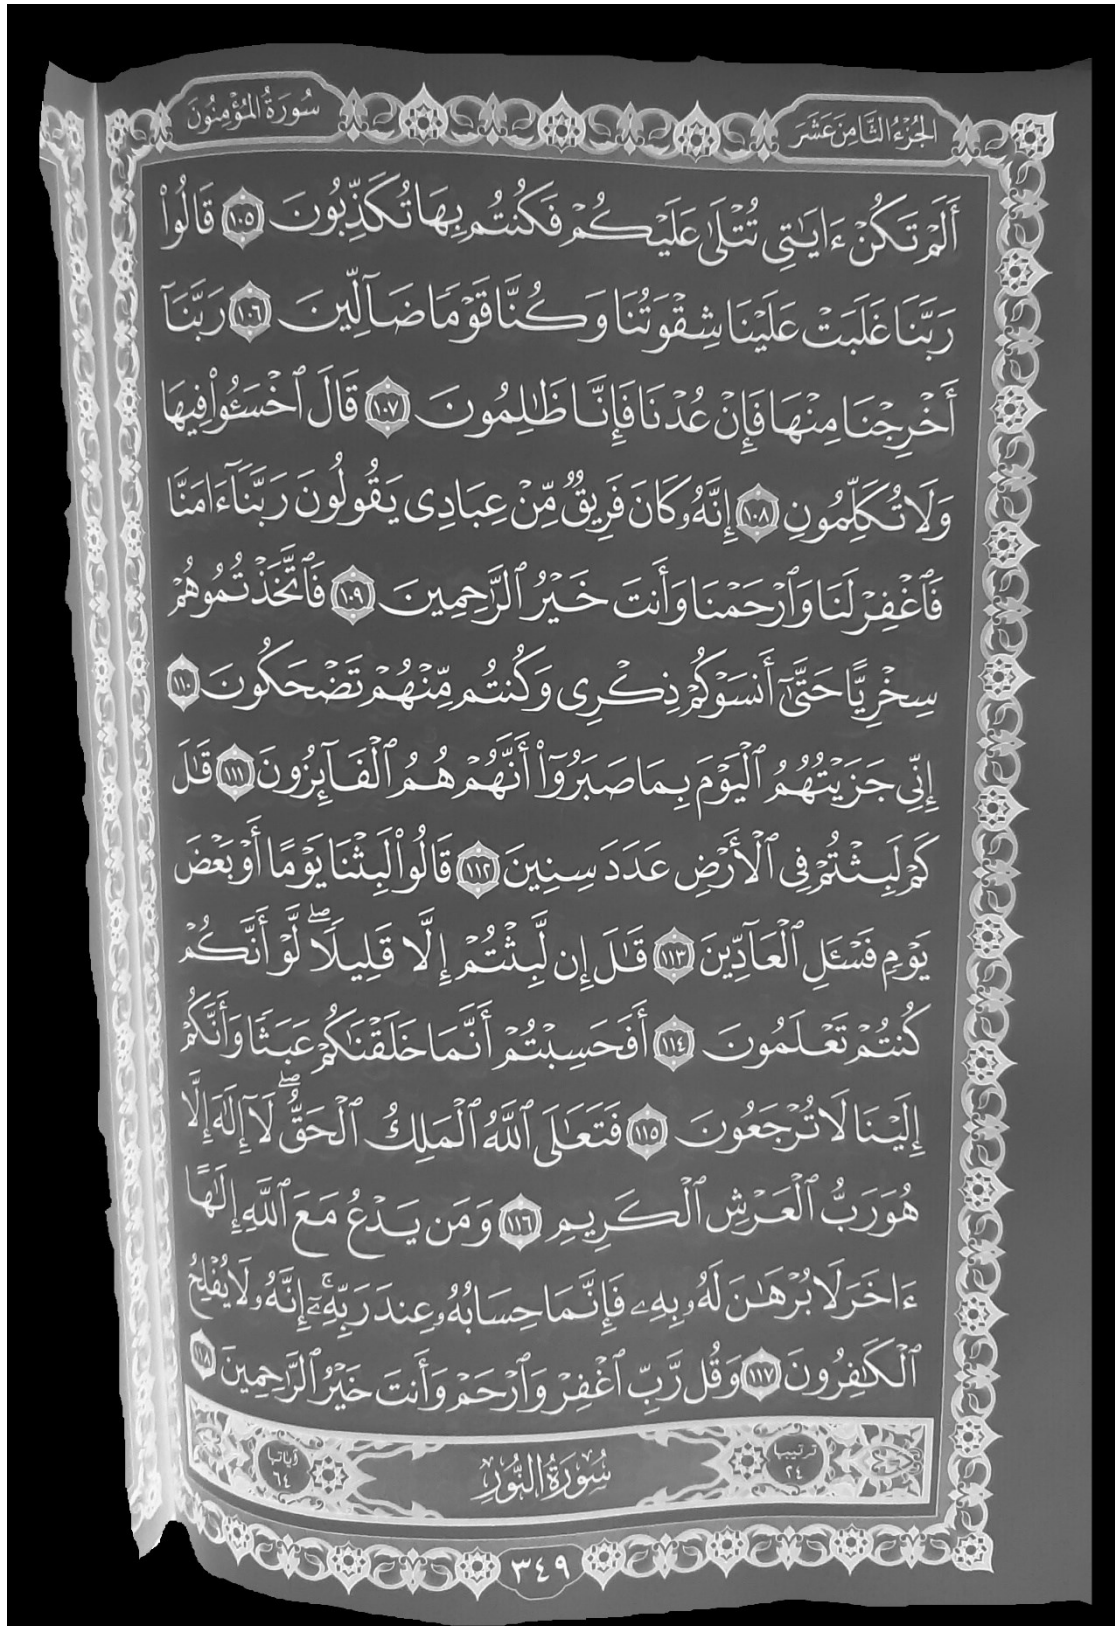 الجزء الثامن عشر
سورة المؤمنون
أَلَمْ تَكُنْ ءَايَٰتِى تُتْلَىٰ عَلَيْكُمْ فَكُنتُم بِهَا تُكَذِّبُونَ ١٠٥ قَالُوا۟
رَبَّنَا غَلَبَتْ عَلَيْنَا شِقْوَتُنَا وَكُنَّا قَوْمًا ضَآلِّينَ ١٠٦ رَبَّنَآ
أَخْرِجْنَا مِنْهَا فَإِنْ عُدْنَا فَإِنَّا ظَٰلِمُونَ ١٠٧ قَالَ ٱخْسَـُٔوا۟ فِيهَا
وَلَا تُكَلِّمُونِ ١٠٨ إِنَّهُۥ كَانَ فَرِيقٌ مِّنْ عِبَادِى يَقُولُونَ رَبَّنَآ ءَامَنَّا
فَٱغْفِرْ لَنَا وَٱرْحَمْنَا وَأَنتَ خَيْرُ ٱلرَّٰحِمِينَ ١٠٩ فَٱتَّخَذْتُمُوهُمْ
سِخْرِيًّا حَتَّىٰٓ أَنسَوْكُمْ ذِكْرِى وَكُنتُم مِّنْهُمْ تَضْحَكُونَ ١١٠
إِنِّى جَزَيْتُهُمُ ٱلْيَوْمَ بِمَا صَبَرُوٓا۟ أَنَّهُمْ هُمُ ٱلْفَآئِزُونَ ١١١ قَٰلَ
كَمْ لَبِثْتُمْ فِى ٱلْأَرْضِ عَدَدَ سِنِينَ ١١٢ قَالُوا۟ لَبِثْنَا يَوْمًا أَوْ بَعْضَ
يَوْمٍ فَسْـَٔلِ ٱلْعَآدِّينَ ١١٣ قَٰلَ إِن لَّبِثْتُمْ إِلَّا قَلِيلًا ۖ لَّوْ أَنَّكُمْ
كُنتُمْ تَعْلَمُونَ ١١٤ أَفَحَسِبْتُمْ أَنَّمَا خَلَقْنَٰكُمْ عَبَثًا وَأَنَّكُمْ
إِلَيْنَا لَا تُرْجَعُونَ ١١٥ فَتَعَٰلَى ٱللَّهُ ٱلْمَلِكُ ٱلْحَقُّ ۖ لَآ إِلَٰهَ إِلَّا
هُوَ رَبُّ ٱلْعَرْشِ ٱلْكَرِيمِ ١١٦ وَمَن يَدْعُ مَعَ ٱللَّهِ إِلَٰهًا
ءَاخَرَ لَا بُرْهَٰنَ لَهُۥ بِهِۦ فَإِنَّمَا حِسَابُهُۥ عِندَ رَبِّهِۦٓ ۚ إِنَّهُۥ لَا يُفْلِحُ
ٱلْكَٰفِرُونَ ١١٧ وَقُل رَّبِّ ٱغْفِرْ وَٱرْحَمْ وَأَنتَ خَيْرُ ٱلرَّٰحِمِينَ ١١٨
ترتيبها ٢٤
سُورَةُ النُّورِ
آياتها ٦٤
٣٤٩